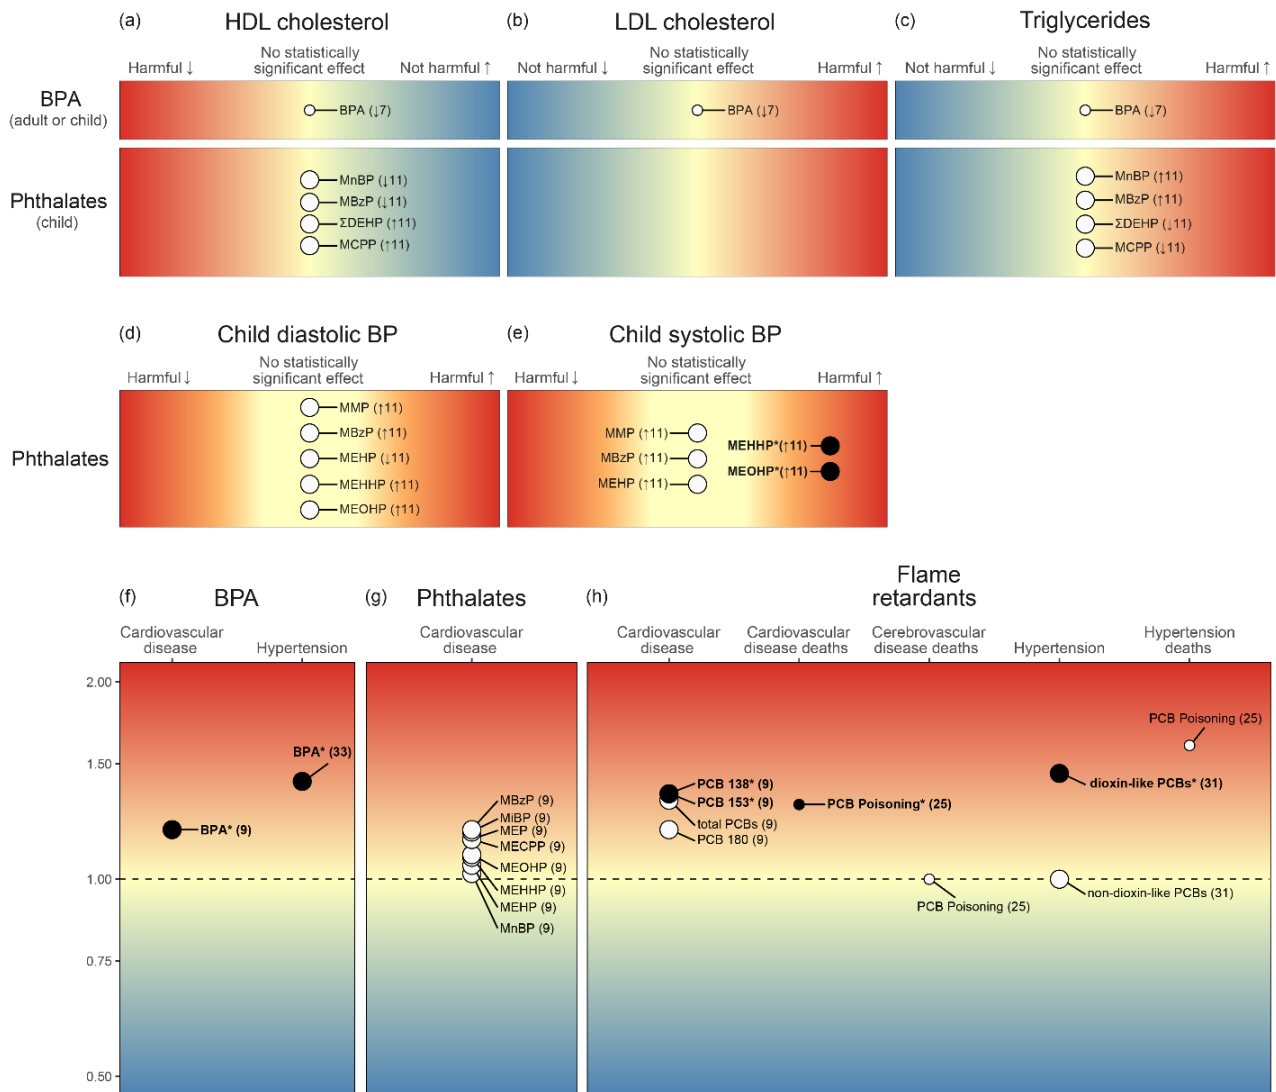 (a)
HDL cholesterol
(b)
LDL cholesterol
(c)
Triglycerides
Harmful ↓
No statistically
significant effect
Not harmful ↑
Not harmful ↓
No statistically
significant effect
Harmful ↑
Not harmful ↓
No statistically
significant effect
Harmful ↑
BPA
(adult or child)
BPA (↓7)
BPA (↓7)
BPA (↓7)
Phthalates
(child)
MnBP (↓11)
MBzP (↓11)
ΣDEHP (↑11)
MCPP (↑11)
MnBP (↑11)
MBzP (↑11)
ΣDEHP (↓11)
MCPP (↓11)
(d)
Child diastolic BP
(e)
Child systolic BP
Harmful ↓
No statistically
significant effect
Harmful ↑
Harmful ↓
No statistically
significant effect
Harmful ↑
Phthalates
MMP (↑11)
MBzP (↑11)
MEHP (↓11)
MEHHP (↑11)
MEOHP (↑11)
MMP (↑11)
MBzP (↑11)
MEHP (↑11)
MEHHP*(↑11)
MEOHP*(↑11)
(f)
BPA
(g)
Phthalates
(h)
Flame
retardants
Cardiovascular
disease
Hypertension
Cardiovascular
disease
Cardiovascular
disease
Cardiovascular
disease deaths
Cerebrovascular
disease deaths
Hypertension
Hypertension
deaths
2.00
1.50
1.00
0.75
0.50
BPA* (33)
BPA* (9)
MBzP (9)
MiBP (9)
MEP (9)
MECPP (9)
MEOHP (9)
MEHHP (9)
MEHP (9)
MnBP (9)
PCB 138* (9)
PCB 153* (9)
total PCBs (9)
PCB 180 (9)
PCB Poisoning* (25)
PCB Poisoning (25)
dioxin-like PCBs* (31)
non-dioxin-like PCBs (31)
PCB Poisoning (25)